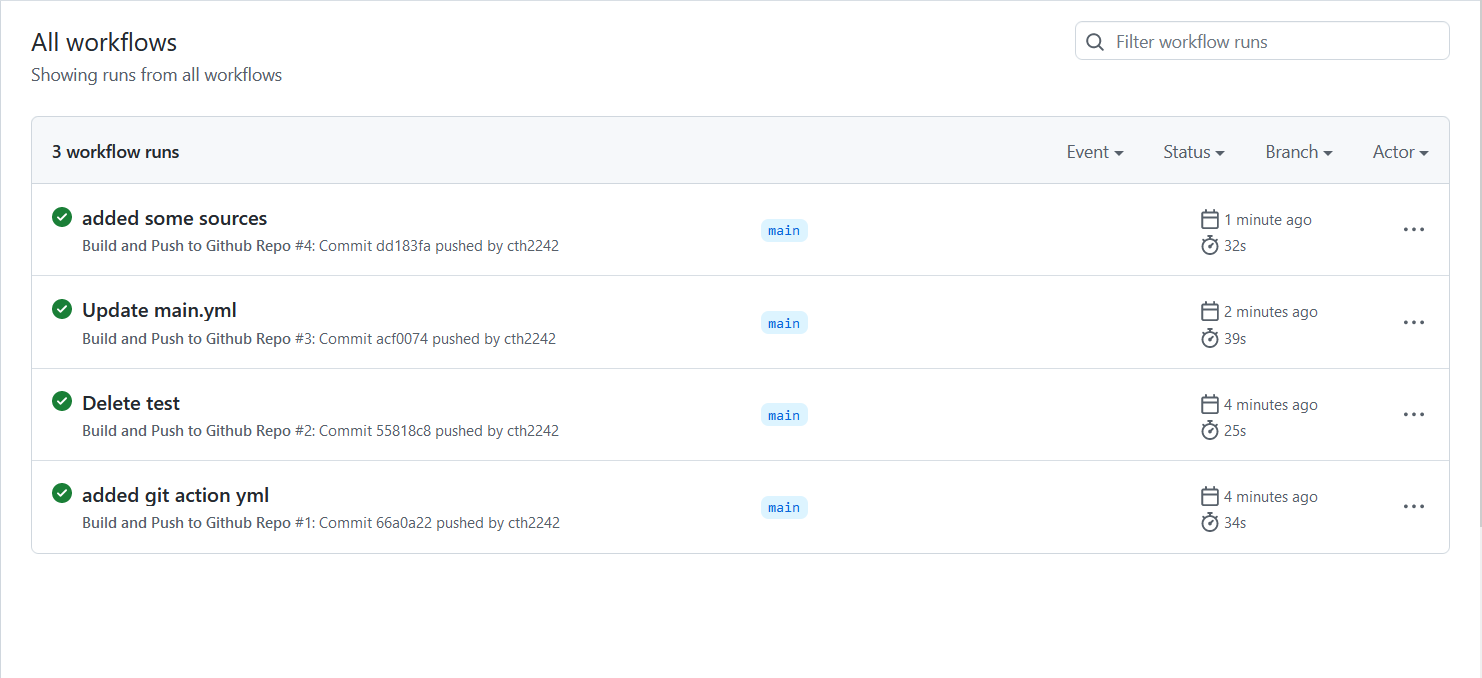 All workflows
Filter workflow runs
Showing runs from all workflows
3 workflow runs Event Status Branch Actor
added some sources
Build and Push to Github Repo #4: Commit dd183fa pushed by cth2242
main
1 minute ago
32s
Update main.yml
Build and Push to Github Repo #3: Commit acf0074 pushed by cth2242
main
2 minutes ago
39s
Delete test
Build and Push to Github Repo #2: Commit 55818c8 pushed by cth2242
main
4 minutes ago
25s
added git action yml
Build and Push to Github Repo #1: Commit 66a0a22 pushed by cth2242
main
4 minutes ago
34s